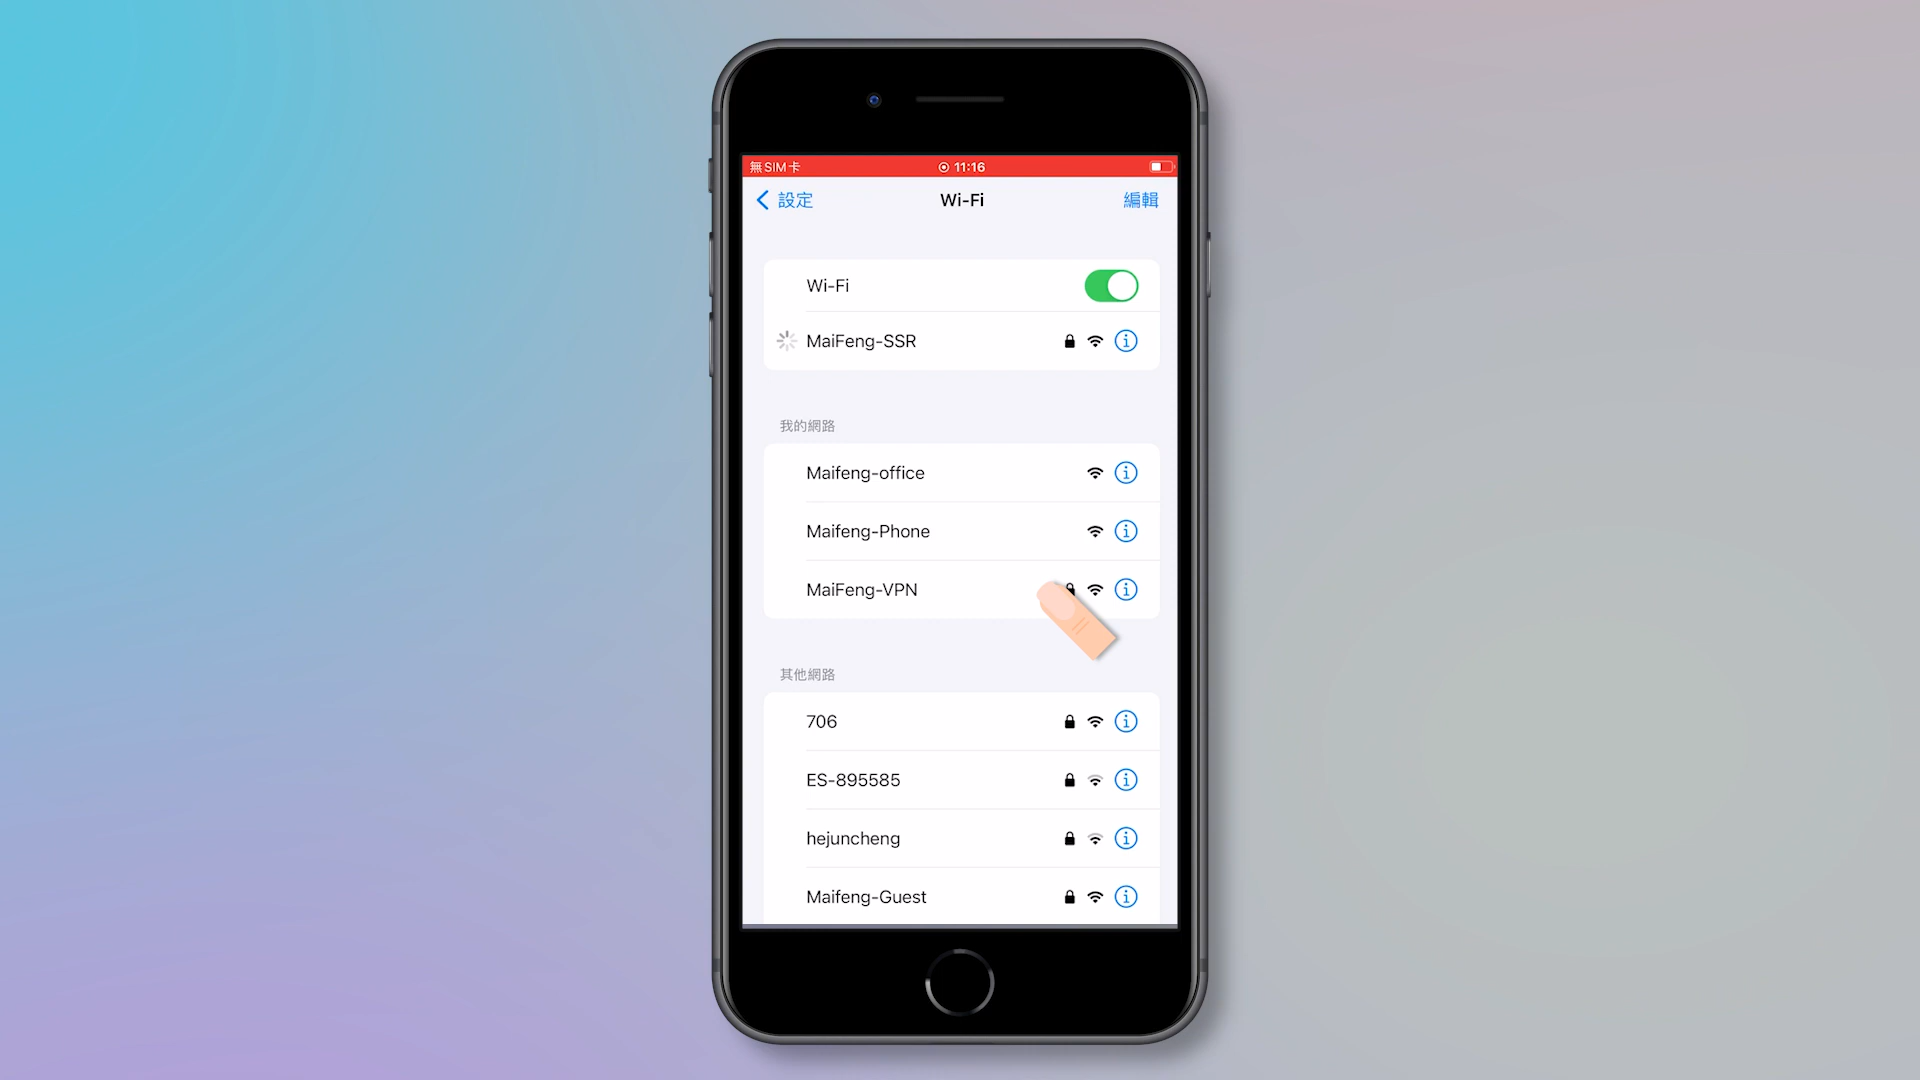 無SIM卡 11:16
設定 Wi-Fi 編輯
Wi-Fi
MaiFeng-SSR
我的網路
Maifeng-office
Maifeng-Phone
MaiFeng-VPN
其他網路
706
ES-895585
hejuncheng
Maifeng-Guest